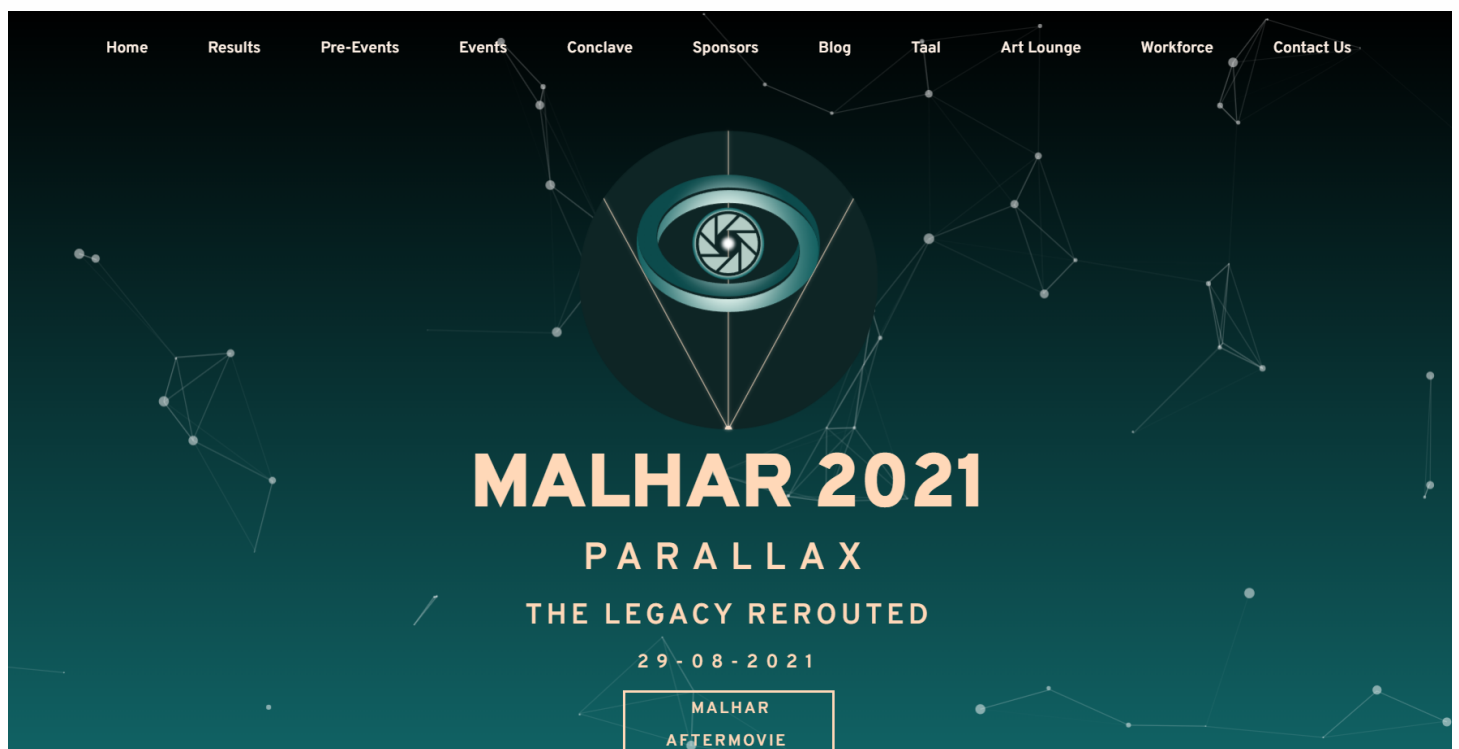 Home Results Pre-Events Events Conclave Sponsors Blog Taal Art Lounge Workforce Contact Us
MALHAR 2021
PARALLAX
THE LEGACY REROUTED
29-08-2021
MALHAR
AFTERMOVIE